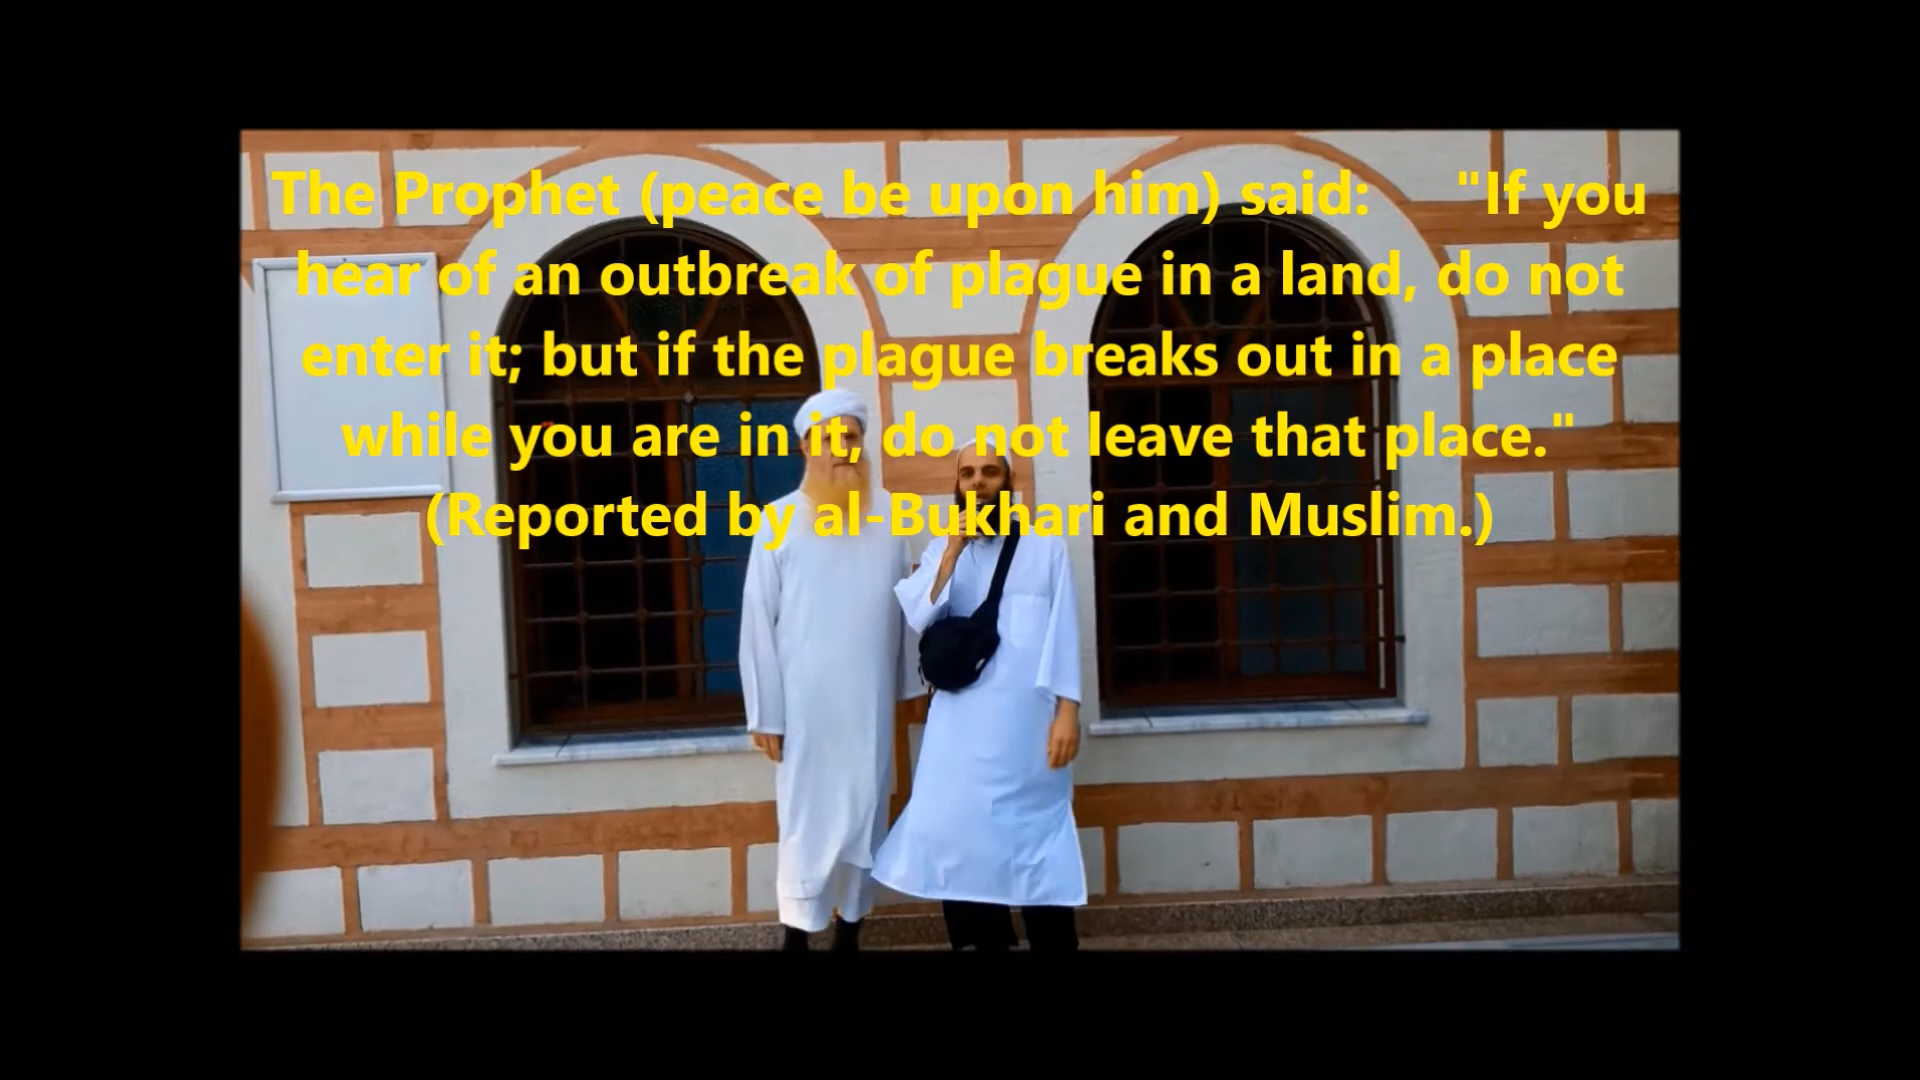 The Prophet (peace be upon him) said: "If you
hear of an outbreak of plague in a land, do not
enter it; but if the plague breaks out in a place
while you are in it, do not leave that place."
(Reported by al-Bukhari and Muslim.)